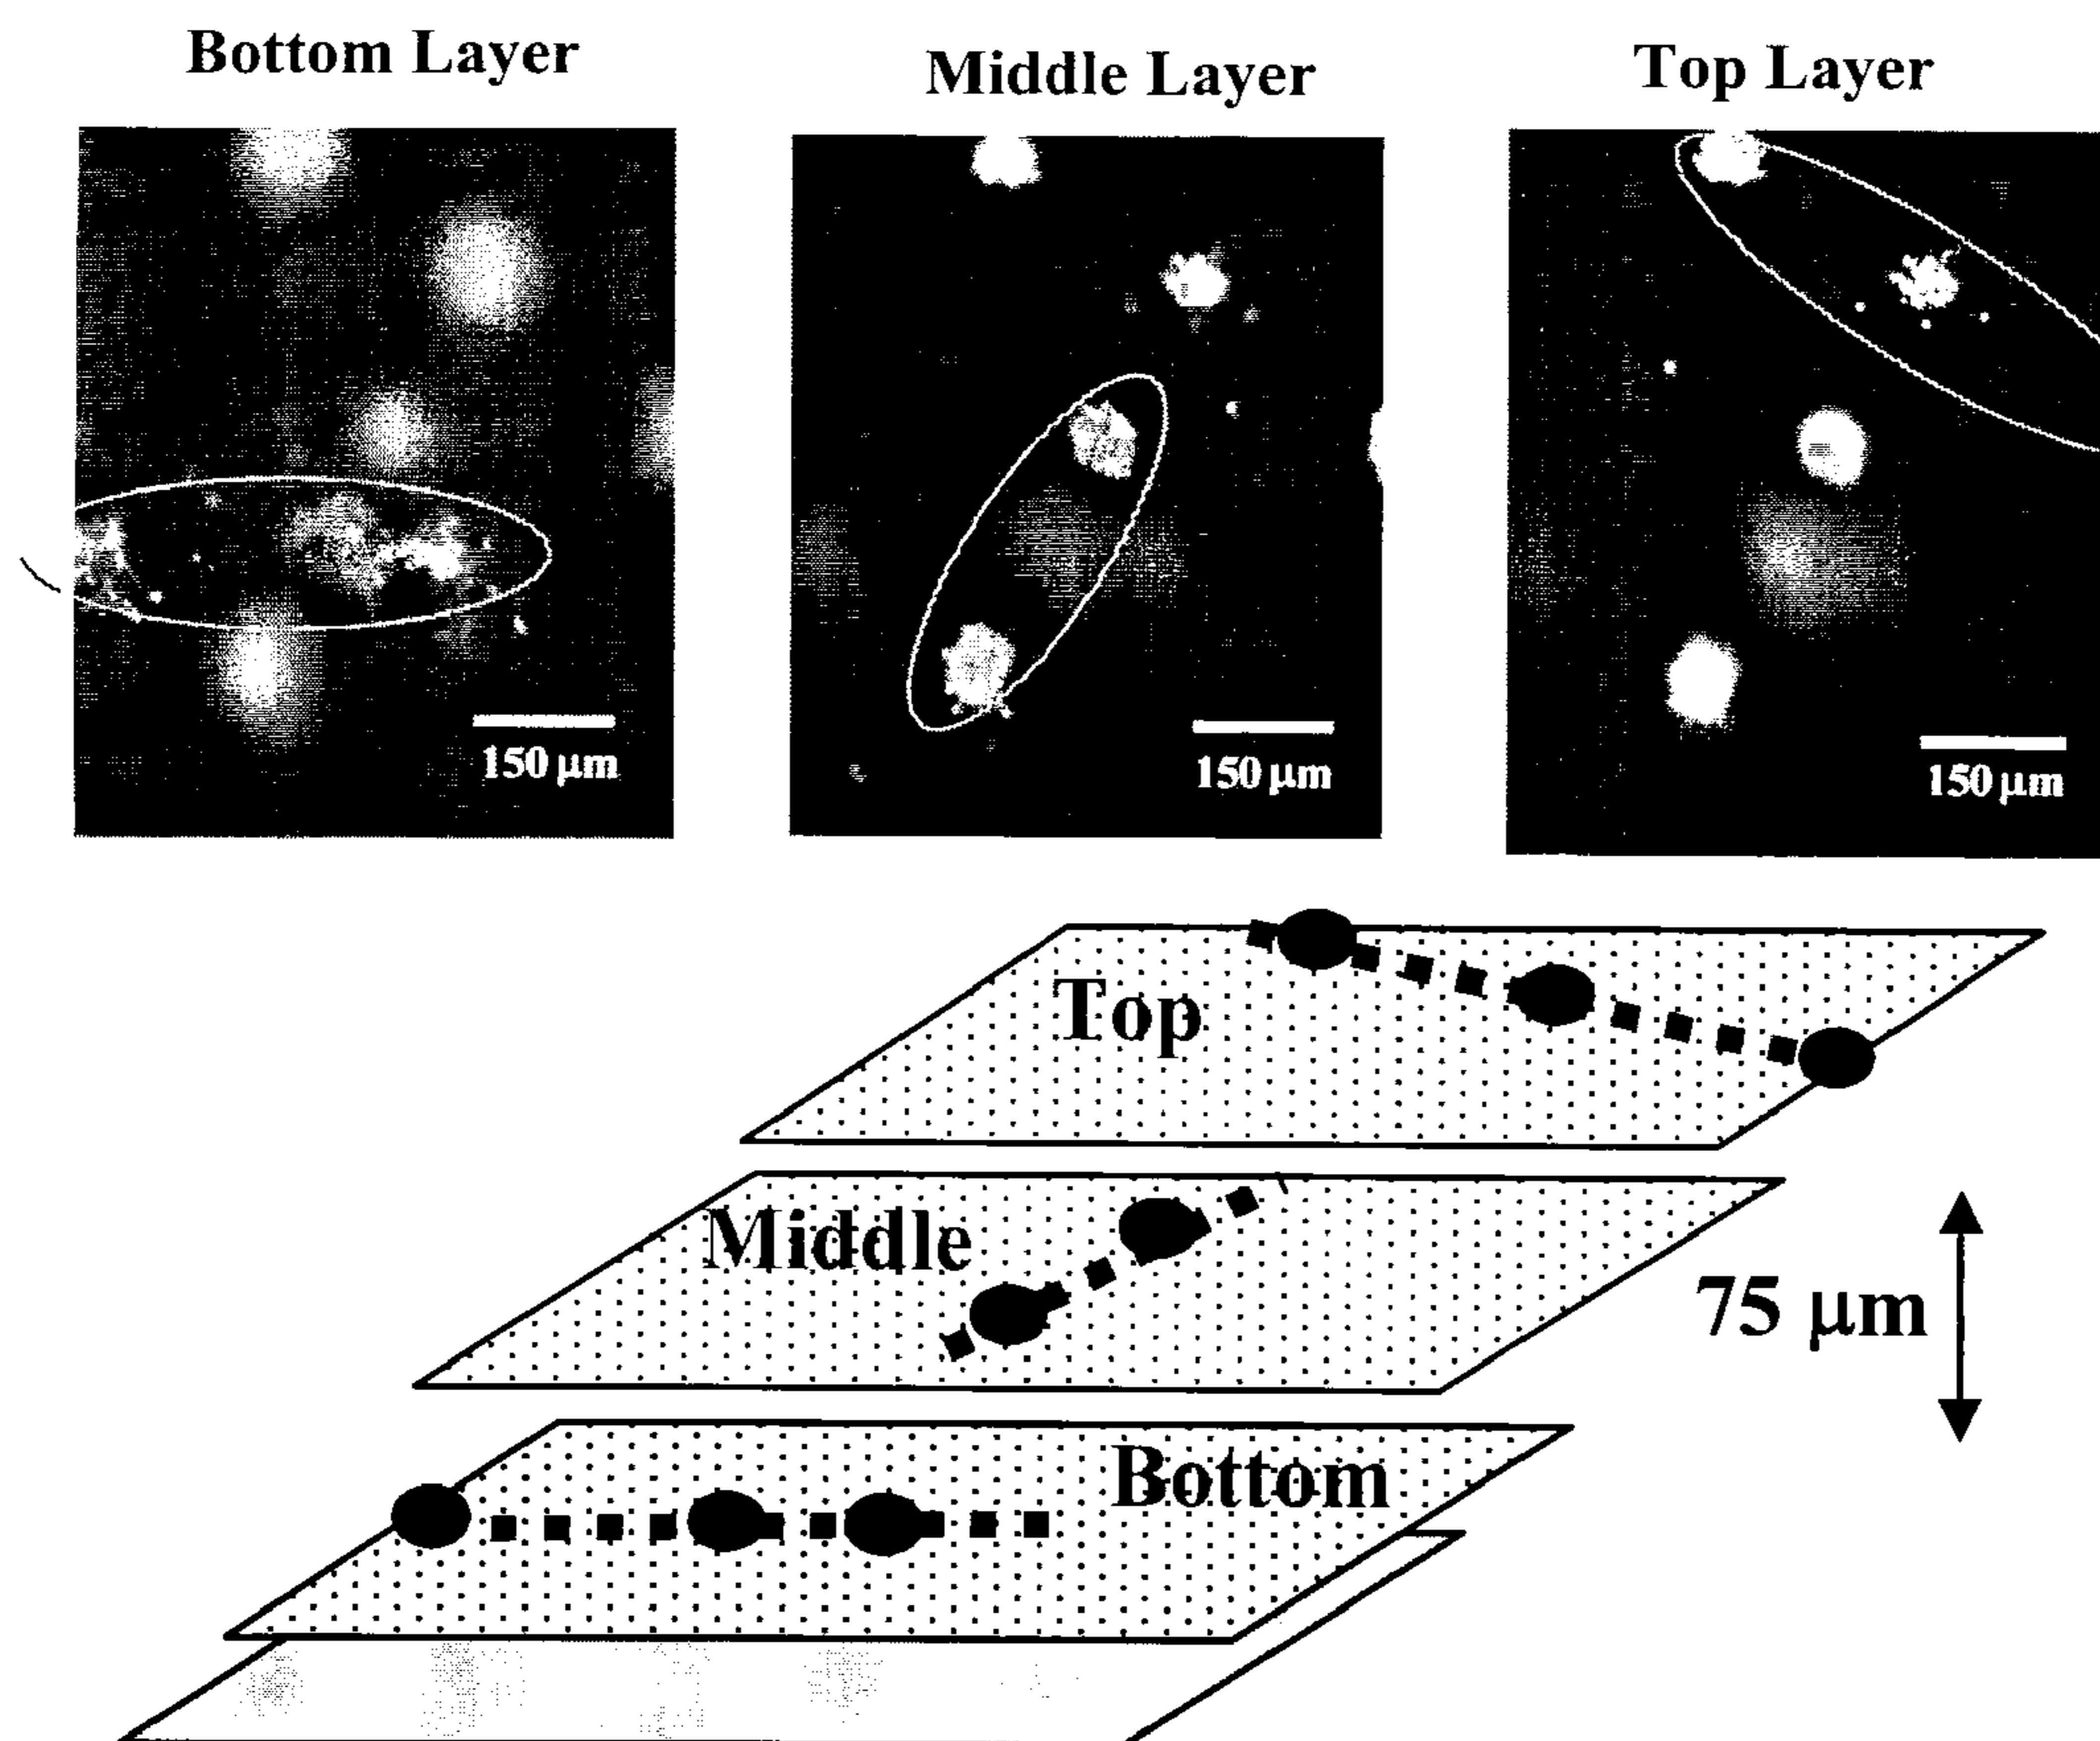 Bottom Layer
Middle Layer
Top Layer
150 μm
150 μm
150 μm
Top
Middle
75 μm
Bottom